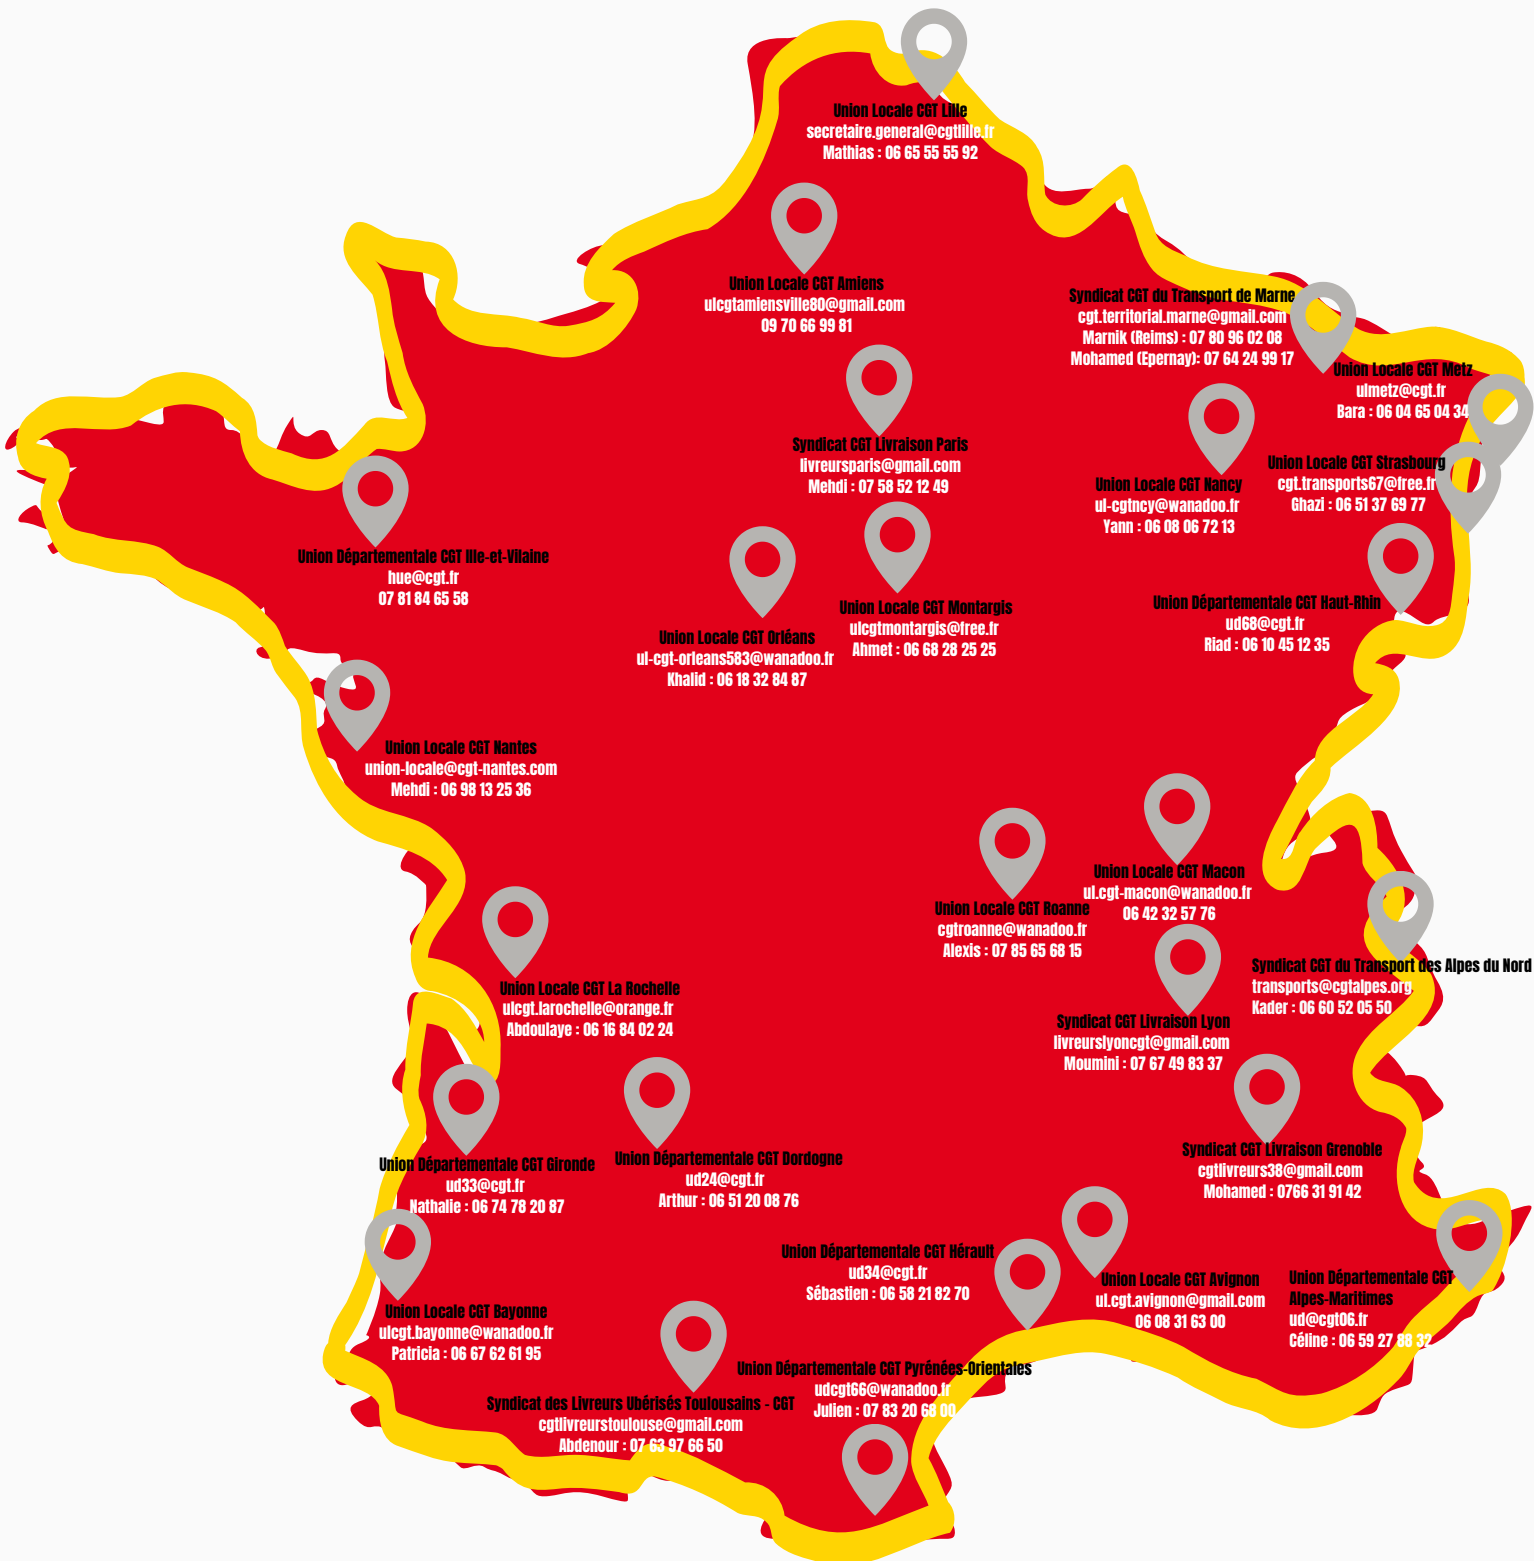 Union Locale CGT Lille
secretaire.general@cgtlille.fr
Mathias : 06 65 55 55 92
Union Locale CGT Amiens
ulcgtamiensville80@gmail.com
09 70 66 99 81
Syndicat CGT du Transport de Marne
cgt.territorial.marne@gmail.com
Marnik (Reims) : 07 80 96 02 08
Mohamed (Epernay): 07 64 24 99 17
Union Locale CGT Metz
ulmetz@cgt.fr
Bara : 06 04 65 04 34
Syndicat CGT Livraison Paris
livreursparis@gmail.com
Mehdi : 07 58 52 12 49
Union Locale CGT Nancy
ul-cgtncy@wanadoo.fr
Yann : 06 08 06 72 13
Union Locale CGT Strasbourg
cgt.transports67@free.fr
Ghazi : 06 51 37 69 77
Union Départementale CGT Ille-et-Vilaine
hue@cgt.fr
07 81 84 65 58
Union Locale CGT Orléans
ul-cgt-orleans583@wanadoo.fr
Khalid : 06 18 32 84 87
Union Locale CGT Montargis
ulcgtmontargis@free.fr
Ahmet : 06 68 28 25 25
Union Départementale CGT Haut-Rhin
ud68@cgt.fr
Riad : 06 10 45 12 35
Union Locale CGT Nantes
union-locale@cgt-nantes.com
Mehdi : 06 98 13 25 36
Union Locale CGT Roanne
cgtroanne@wanadoo.fr
Alexis : 07 85 65 68 15
Union Locale CGT Macon
ul.cgt-macon@wanadoo.fr
06 42 32 57 76
Syndicat CGT du Transport des Alpes du Nord
transports@cgtalpes.org
Kader : 06 60 52 05 50
Union Locale CGT La Rochelle
ulcgt.larochelle@orange.fr
Abdoulaye : 06 16 84 02 24
Syndicat CGT Livraison Lyon
livreurslyoncgt@gmail.com
Moumini : 07 67 49 83 37
Union Départementale CGT Gironde
ud33@cgt.fr
Nathalie : 06 74 78 20 87
Union Départementale CGT Dordogne
ud24@cgt.fr
Arthur : 06 51 20 08 76
Syndicat CGT Livraison Grenoble
cgtlivreurs38@gmail.com
Mohamed : 0766 31 91 42
Union Départementale CGT Hérault
ud34@cgt.fr
Sébastien : 06 58 21 82 70
Union Locale CGT Avignon
ul.cgt.avignon@gmail.com
06 08 31 63 00
Union Départementale CGT
Alpes-Maritimes
ud@cgt06.fr
Céline : 06 59 27 88 32
Union Locale CGT Bayonne
ulcgt.bayonne@wanadoo.fr
Patricia : 06 67 62 61 95
Syndicat des Livreurs Ubérisés Toulousains - CGT
cgtlivreurstoulouse@gmail.com
Abdenour : 07 63 97 66 50
Union Départementale CGT Pyrénées-Orientales
udcgt66@wanadoo.fr
Julien : 07 83 20 68 00